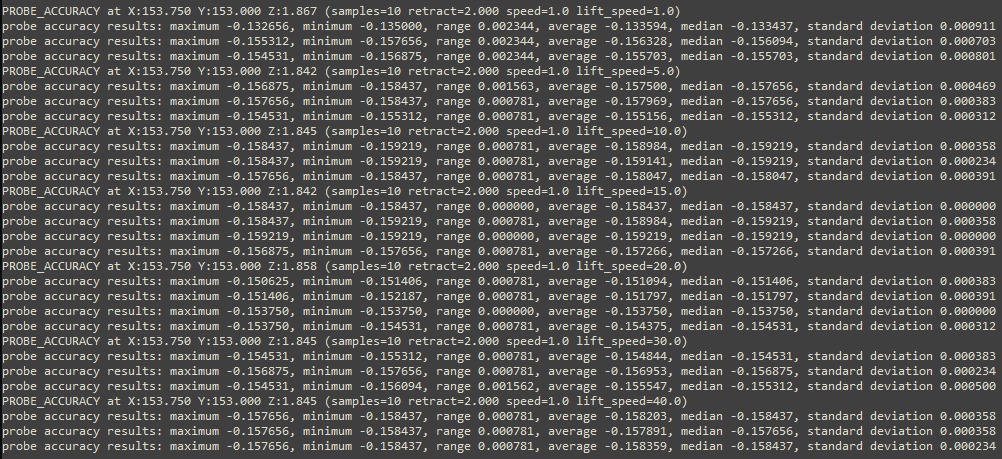 PROBE_ACCURACY at X:153.750 Y:153.000 Z:1.867 (samples=10 retract=2.000 speed=1.0 lift_speed=1.0)
probe accuracy results: maximum -0.132656, minimum -0.135000, range 0.002344, average -0.133594, median -0.133437, standard deviation 0.000911
probe accuracy results: maximum -0.155312, minimum -0.157656, range 0.002344, average -0.156328, median -0.156094, standard deviation 0.000703
probe accuracy results: maximum -0.154531, minimum -0.156875, range 0.002344, average -0.155703, median -0.155703, standard deviation 0.000801
PROBE_ACCURACY at X:153.750 Y:153.000 Z:1.842 (samples=10 retract=2.000 speed=1.0 lift_speed=5.0)
probe accuracy results: maximum -0.156875, minimum -0.158437, range 0.001563, average -0.157500, median -0.157656, standard deviation 0.000469
probe accuracy results: maximum -0.157656, minimum -0.158437, range 0.000781, average -0.157969, median -0.157656, standard deviation 0.000383
probe accuracy results: maximum -0.154531, minimum -0.155312, range 0.000781, average -0.155156, median -0.155312, standard deviation 0.000312
PROBE_ACCURACY at X:153.750 Y:153.000 Z:1.845 (samples=10 retract=2.000 speed=1.0 lift_speed=10.0)
probe accuracy results: maximum -0.158437, minimum -0.159219, range 0.000781, average -0.158984, median -0.159219, standard deviation 0.000358
probe accuracy results: maximum -0.158437, minimum -0.159219, range 0.000781, average -0.159141, median -0.159219, standard deviation 0.000234
probe accuracy results: maximum -0.157656, minimum -0.158437, range 0.000781, average -0.158047, median -0.158047, standard deviation 0.000391
PROBE_ACCURACY at X:153.750 Y:153.000 Z:1.842 (samples=10 retract=2.000 speed=1.0 lift_speed=15.0)
probe accuracy results: maximum -0.158437, minimum -0.158437, range 0.000000, average -0.158437, median -0.158437, standard deviation 0.000000
probe accuracy results: maximum -0.158437, minimum -0.159219, range 0.000781, average -0.158984, median -0.159219, standard deviation 0.000358
probe accuracy results: maximum -0.159219, minimum -0.159219, range 0.000000, average -0.159219, median -0.159219, standard deviation 0.000000
probe accuracy results: maximum -0.156875, minimum -0.157656, range 0.000781, average -0.157266, median -0.157266, standard deviation 0.000391
PROBE_ACCURACY at X:153.750 Y:153.000 Z:1.858 (samples=10 retract=2.000 speed=1.0 lift_speed=20.0)
probe accuracy results: maximum -0.150625, minimum -0.151406, range 0.000781, average -0.151094, median -0.151406, standard deviation 0.000383
probe accuracy results: maximum -0.151406, minimum -0.152187, range 0.000781, average -0.151797, median -0.151797, standard deviation 0.000391
probe accuracy results: maximum -0.153750, minimum -0.153750, range 0.000000, average -0.153750, median -0.153750, standard deviation 0.000000
probe accuracy results: maximum -0.153750, minimum -0.154531, range 0.000781, average -0.154375, median -0.154531, standard deviation 0.000312
PROBE_ACCURACY at X:153.750 Y:153.000 Z:1.845 (samples=10 retract=2.000 speed=1.0 lift_speed=30.0)
probe accuracy results: maximum -0.154531, minimum -0.155312, range 0.000781, average -0.154844, median -0.154531, standard deviation 0.000383
probe accuracy results: maximum -0.156875, minimum -0.157656, range 0.000781, average -0.156953, median -0.156875, standard deviation 0.000234
probe accuracy results: maximum -0.154531, minimum -0.156094, range 0.001562, average -0.155547, median -0.155312, standard deviation 0.000500
PROBE_ACCURACY at X:153.750 Y:153.000 Z:1.845 (samples=10 retract=2.000 speed=1.0 lift_speed=40.0)
probe accuracy results: maximum -0.157656, minimum -0.158437, range 0.000781, average -0.158203, median -0.158437, standard deviation 0.000358
probe accuracy results: maximum -0.157656, minimum -0.158437, range 0.000781, average -0.157891, median -0.157656, standard deviation 0.000358
probe accuracy results: maximum -0.157656, minimum -0.158437, range 0.000781, average -0.158359, median -0.158437, standard deviation 0.000234